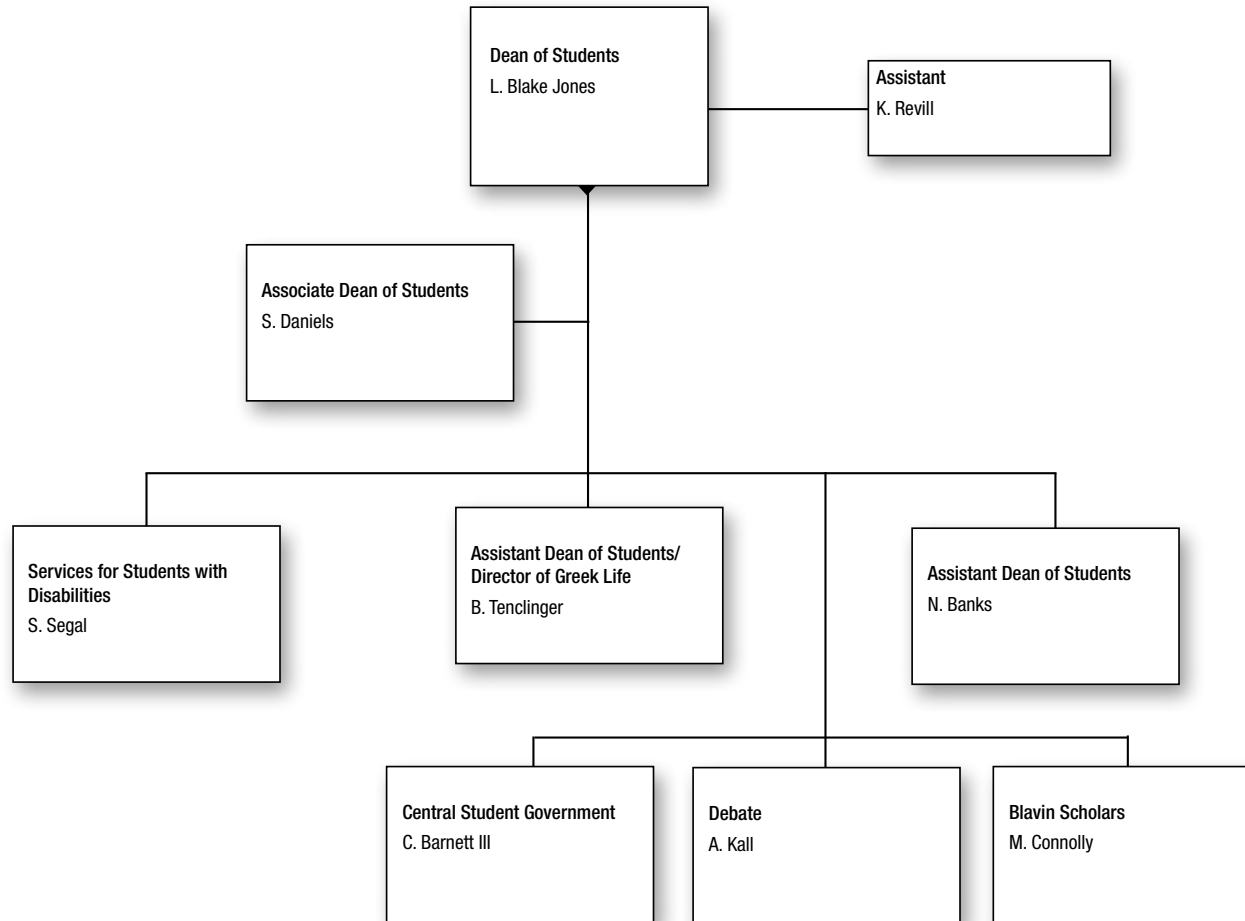 Dean of Students
L. Blake Jones
Assistant
K. Revill
Associate Dean of Students
S. Daniels
Services for Students with
Disabilities
S. Segal
Assistant Dean of Students/
Director of Greek Life
B. Tenclinger
Assistant Dean of Students
N. Banks
Central Student Government
C. Barnett III
Debate
A. Kall
Blavin Scholars
M. Connolly